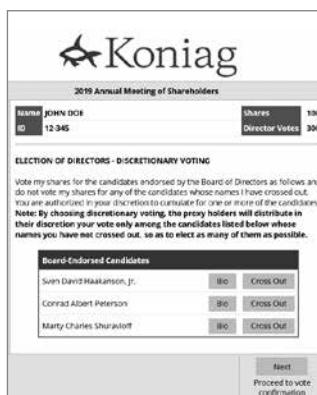 Koniag
2019 Annual Meeting of Shareholders
Name JOHN DOE Shares 100
ID 12-345 Director Votes 300
ELECTION OF DIRECTORS - DISCRETIONARY VOTING
Vote my shares for the candidates endorsed by the Board of Directors as follows and
do not vote my shares for any of the candidates whose names I have crossed out.
You are authorized in your discretion to cumulate for one or more of the candidates
Note: By choosing discretionary voting, the proxy holders will distribute in
their discretion your vote only among the candidates listed below whose
names you have not crossed out, so as to elect as many of them as possible.
Board-Endorsed Candidates
Sven David Haakanson, Jr. Bio Cross Out
Conrad Albert Peterson Bio Cross Out
Marty Charles Shuravloff Bio Cross Out
Next
Proceed to vote
confirmation